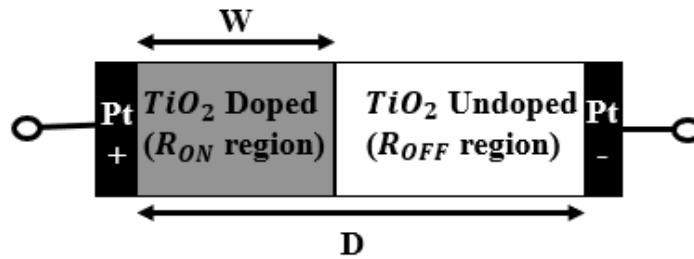 W
Pt
+
TiO₂ Doped
(R_ON region)
TiO₂ Undoped
(R_OFF region)
Pt
-
D